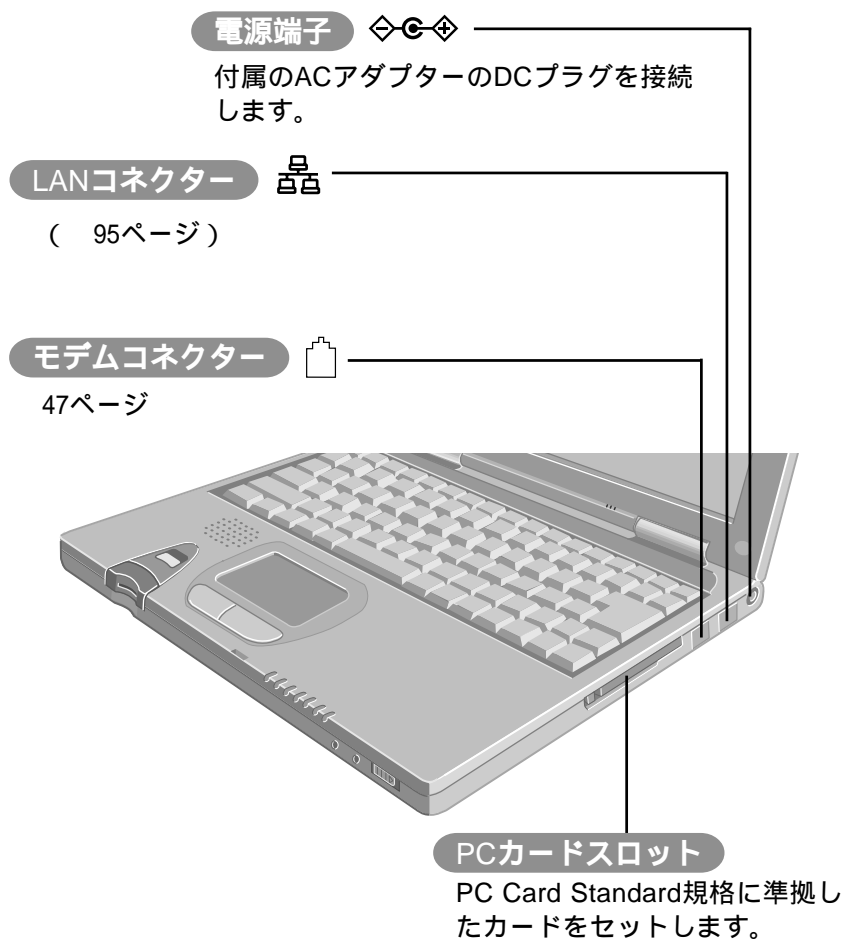 電源端子
付属のACアダプターのDCプラグを接続
します。
LANコネクター
(　95ページ)
モデムコネクター
47ページ
PCカードスロット
PC Card Standard規格に準拠し
たカードをセットします。